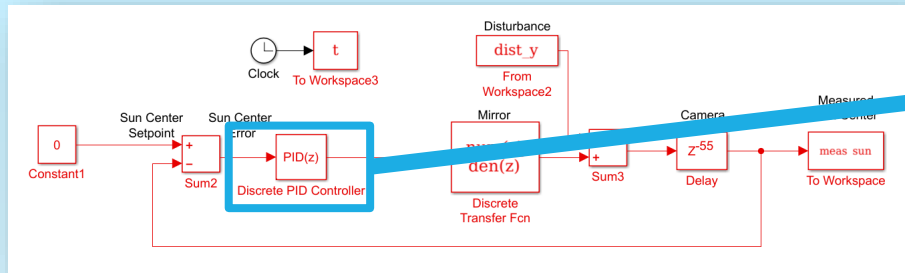 Disturbance
dist_y
From
Workspace2
t
Clock
To Workspace3
Sun Center
Setpoint
Sun Center
Mirror
Camera
0
Constant1
+
−
Sum2
PID(z)
Discrete PID Controller
den(z)
Discrete
Transfer Fcn
+
Sum3
Z-55
Delay
meas sun
To Workspace